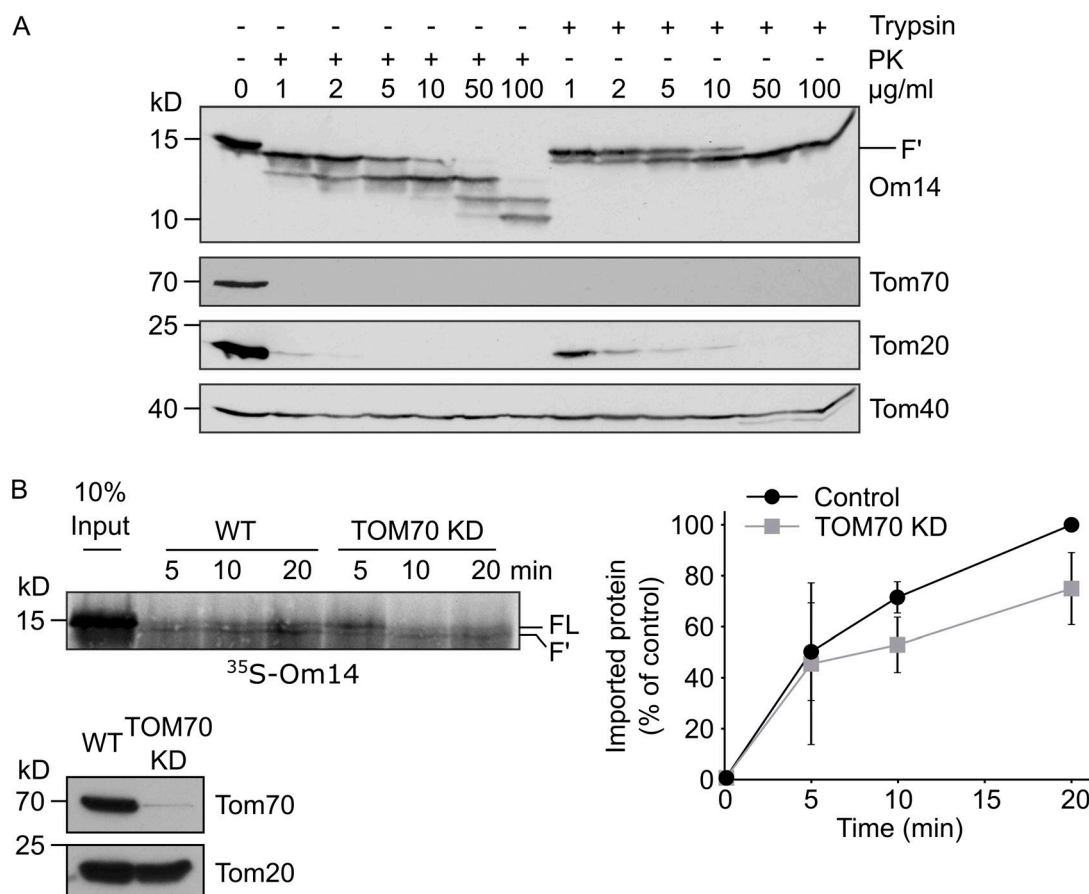 A
- - - - - - - + + + + + + Trypsin
- + + + + + + - - - - - - PK
0 1 2 5 10 50 100 1 2 5 10 50 100 µg/ml
kD
15
10
F'
Om14
70
Tom70
25
Tom20
40
Tom40
B
10%
Input
WT TOM70 KD
5 10 20 5 10 20 min
kD
15
FL
F'
³⁵S-Om14
WT TOM70
KD
kD
70
Tom70
25
Tom20
Control
TOM70 KD
Imported protein
(% of control)
100
80
60
40
20
0
0 5 10 15 20
Time (min)